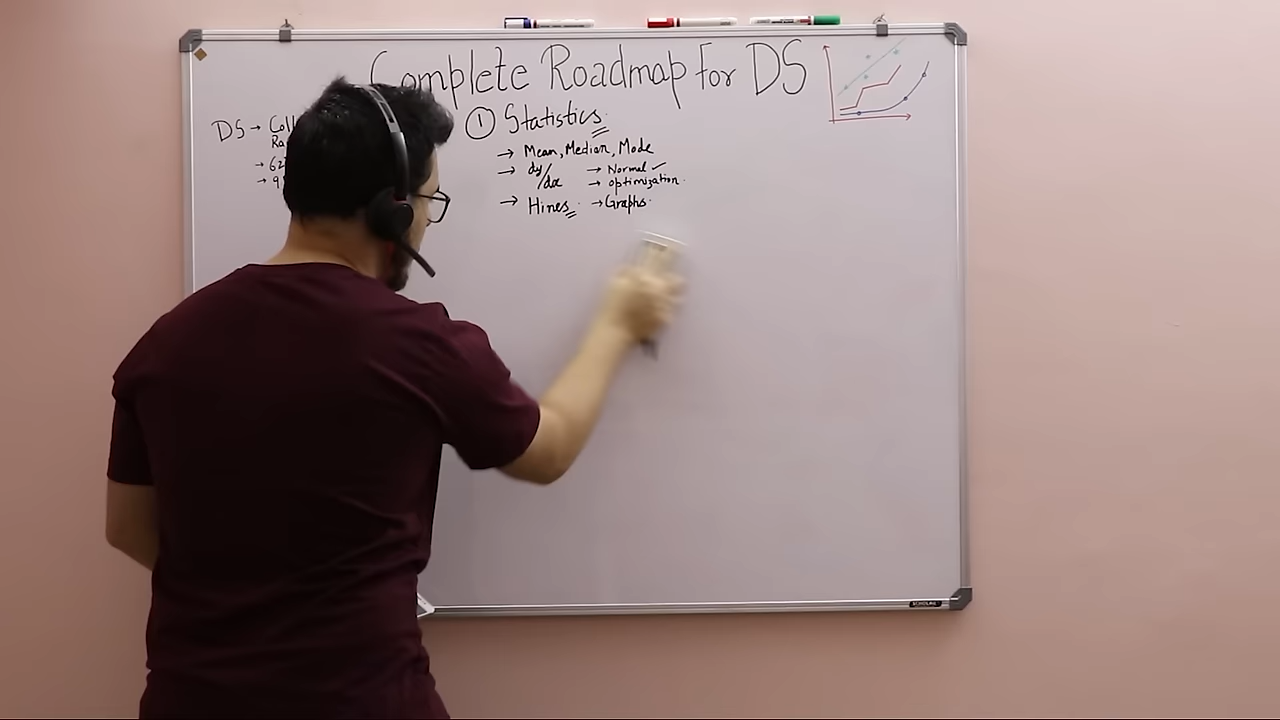 Complete Roadmap for DS
DS →
→
→
① Statistics
→ Mean, Median, Mode
→ dy/dx → Normal ✓
→ optimization.
→ Hines → Graphs.